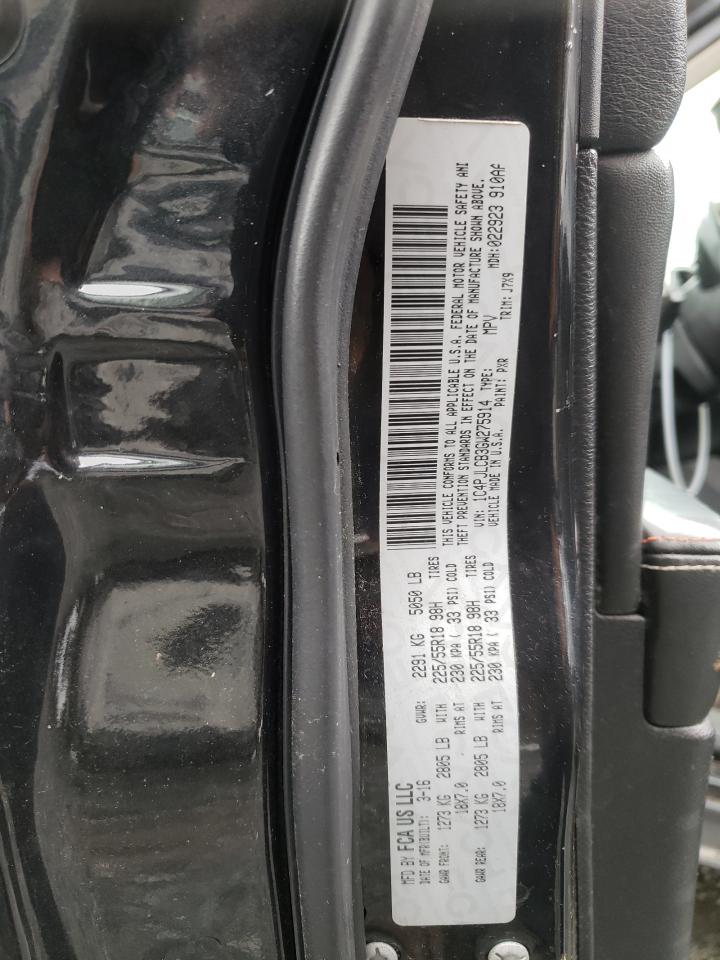 MFD BY FCA US LLC
DATE OF MFR(BUILT): 3-16 GVWR: 2291 KG 5050 LB
GAWR FRONT: 1273 KG 2805 LB WITH 225/55R18 98H TIRES
18X7.0 RIMS AT 230 KPA ( 33 PSI) COLD
GAWR REAR: 1273 KG 2805 LB WITH 225/55R18 98H TIRES
18X7.0 RIMS AT 230 KPA ( 33 PSI) COLD
THIS VEHICLE CONFORMS TO ALL APPLICABLE U.S.A. FEDERAL MOTOR VEHICLE SAFETY AND
THEFT PREVENTION STANDARDS IN EFFECT ON THE DATE OF MANUFACTURE SHOWN ABOVE.
VIN: 1C4PJLCB3GW275914 TYPE: MPV MDH: 022923 910AF
VEHICLE MADE IN U.S.A. PAINT: PXR TRIM: J7X9